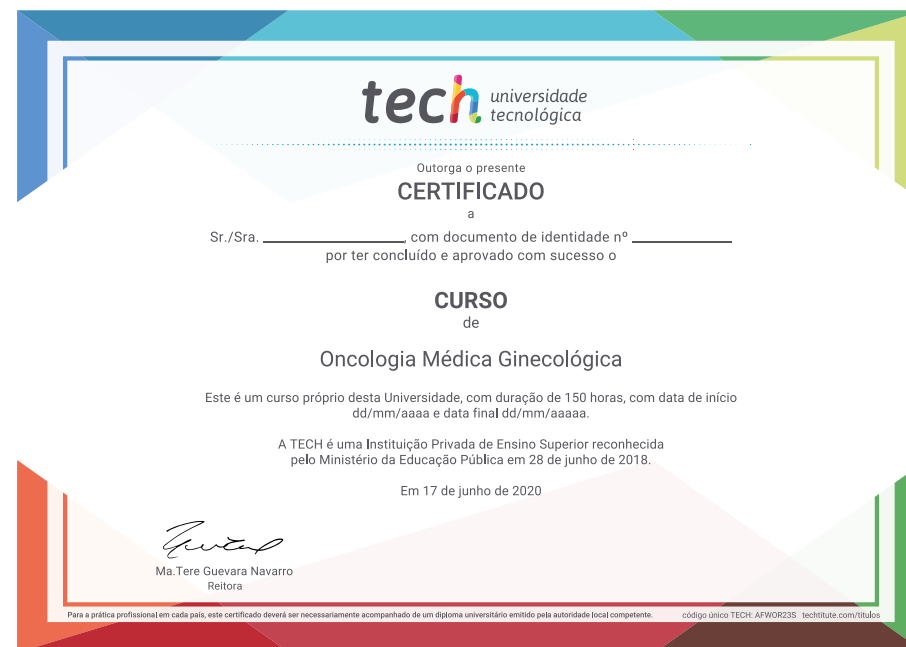 tech universidade
tecnológica
Outorga o presente
CERTIFICADO
a
Sr./Sra. ____________, com documento de identidade nº ____________
por ter concluído e aprovado com sucesso o
CURSO
de
Oncologia Médica Ginecológica
Este é um curso próprio desta Universidade, com duração de 150 horas, com data de início
dd/mm/aaaa e data final dd/mm/aaaaa.
A TECH é uma Instituição Privada de Ensino Superior reconhecida
pelo Ministério da Educação Pública em 28 de junho de 2018.
Em 17 de junho de 2020
Ma.Tere Guevara Navarro
Reitora
Para a prática profissional em cada país, este certificado deverá ser necessariamente acompanhado de um diploma universitário emitido pela autoridade local competente. código único TECH: AFWOR23S techtitute.com/titulos